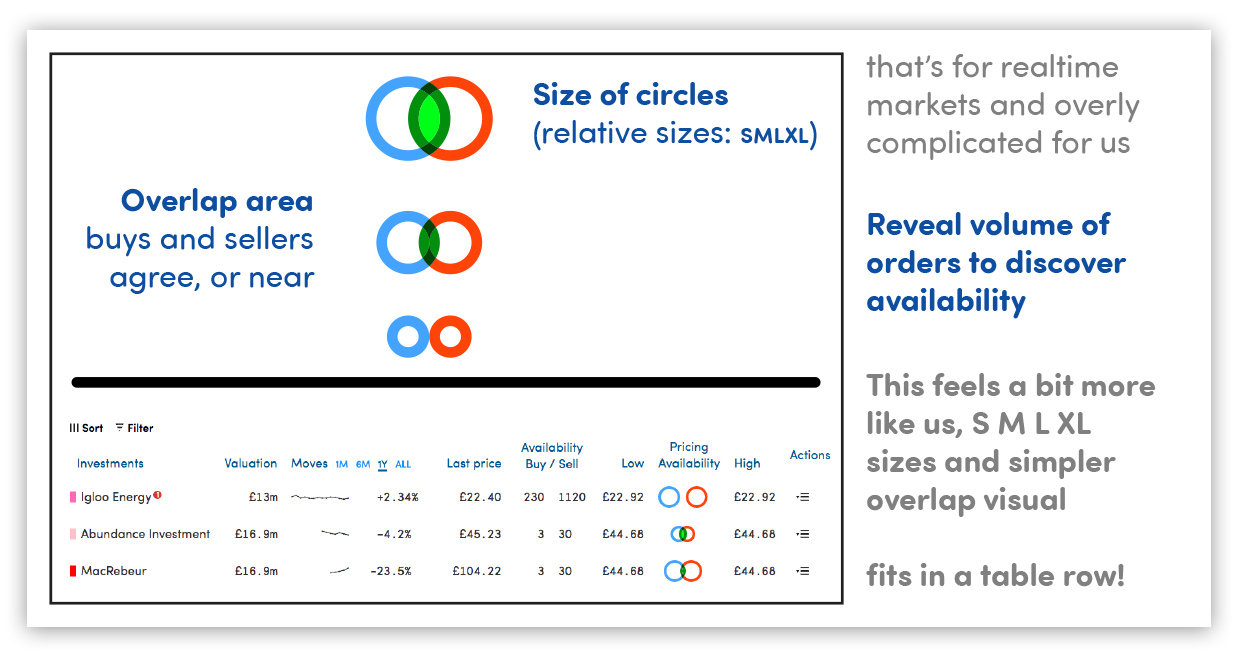 Size of circles
(relative sizes: SMLXL)
Overlap area
buys and sellers
agree, or near
Sort Filter
Investments Valuation Moves 1M 6M 1Y ALL Last price Availability Buy / Sell Low Pricing Availability High Actions
Igloo Energy 1 £13m +2.34% £22.40 230 1120 £22.92 £22.92
Abundance Investment £16.9m -4.2% £45.23 3 30 £44.68 £44.68
MacRebeur £16.9m -23.5% £104.22 3 30 £44.68 £44.68
that's for realtime
markets and overly
complicated for us
Reveal volume of
orders to discover
availability
This feels a bit more
like us, S M L XL
sizes and simpler
overlap visual
fits in a table row!